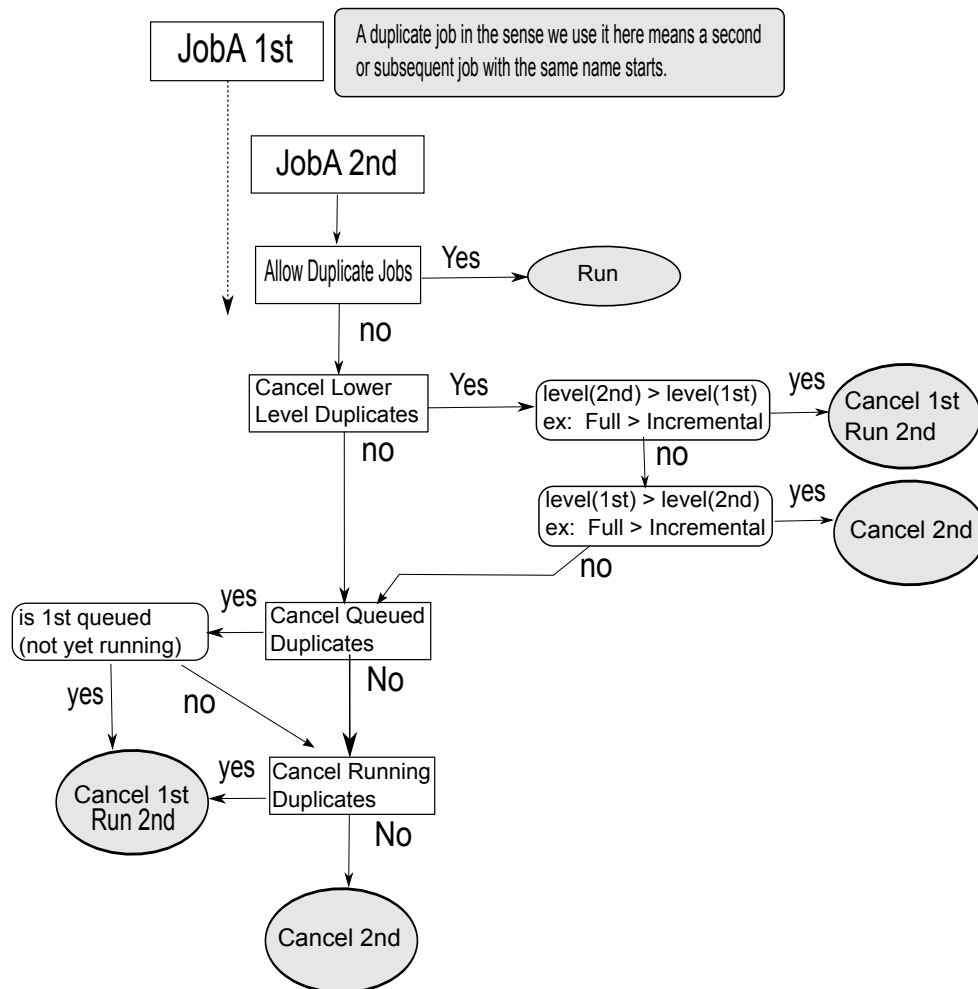 JobA 1st
A duplicate job in the sense we use it here means a second
or subsequent job with the same name starts.
JobA 2nd
Allow Duplicate Jobs
Yes
Run
no
Cancel Lower
Level Duplicates
Yes
level(2nd) > level(1st)
ex:  Full > Incremental
yes
Cancel 1st
Run 2nd
no
no
level(1st) > level(2nd)
ex:  Full > Incremental
yes
Cancel 2nd
no
is 1st queued
(not yet running)
yes
Cancel Queued
Duplicates
yes
no
No
Cancel 1st
Run 2nd
yes
Cancel Running
Duplicates
No
Cancel 2nd